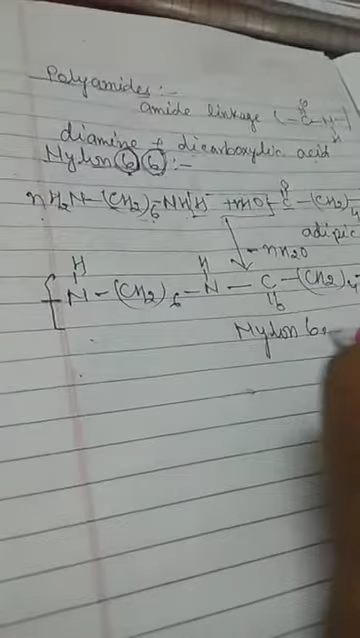 Polyamides :-
amide linkage (-C-N-)
O
H
diamine + dicarboxylic acid
Nylon 6 6 :-
nH2N-(CH2)6-NH[H + nHO] C-(CH2)4
O
adipic
-nH2O
H H
[N-(CH2)6-N-C-(CH2)4
O
Nylon 6,